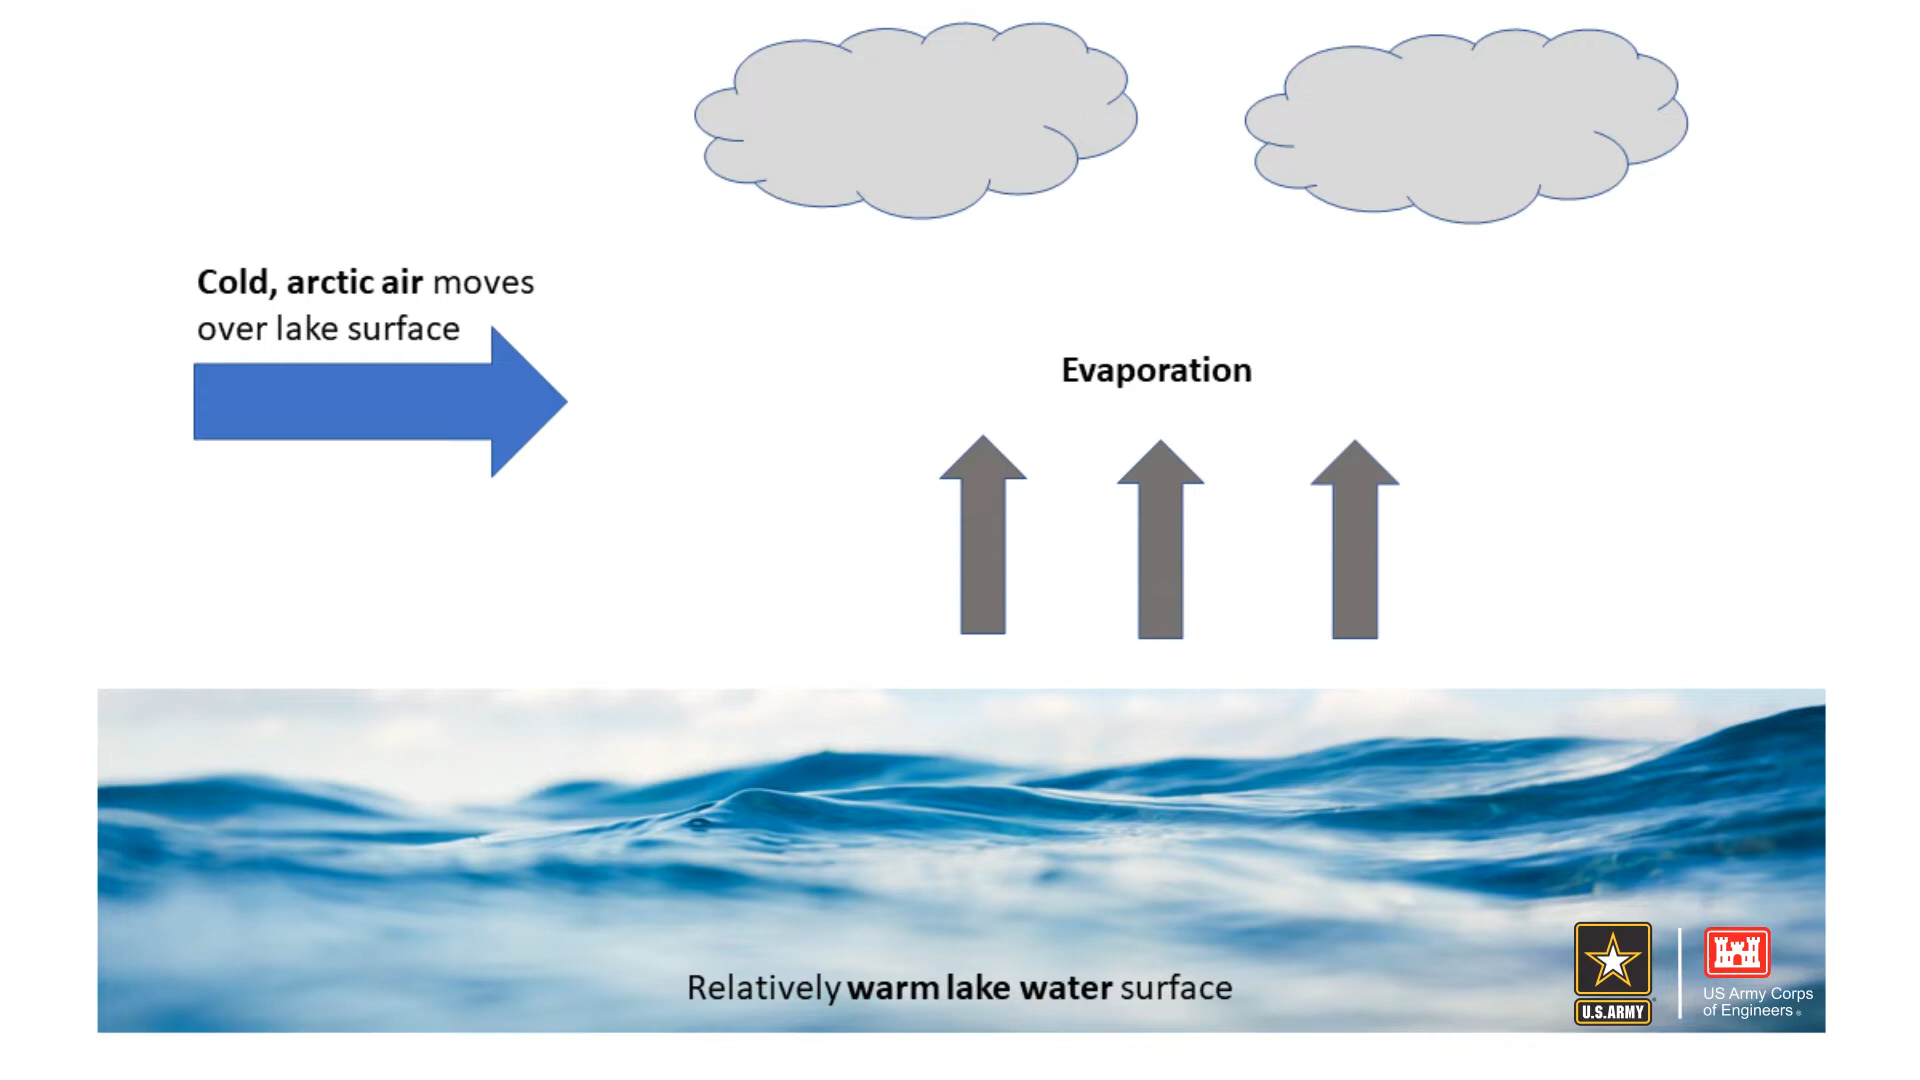 Cold, arctic air moves
over lake surface
Evaporation
Relatively warm lake water surface
U.S.ARMY
US Army Corps
of Engineers®